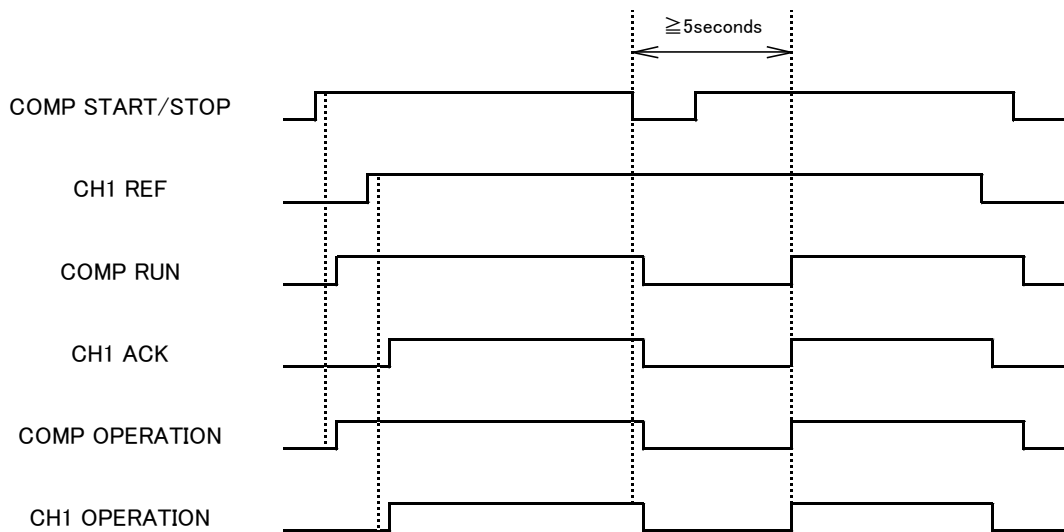 ≧5seconds
COMP START/STOP
CH1 REF
COMP RUN
CH1 ACK
COMP OPERATION
CH1 OPERATION